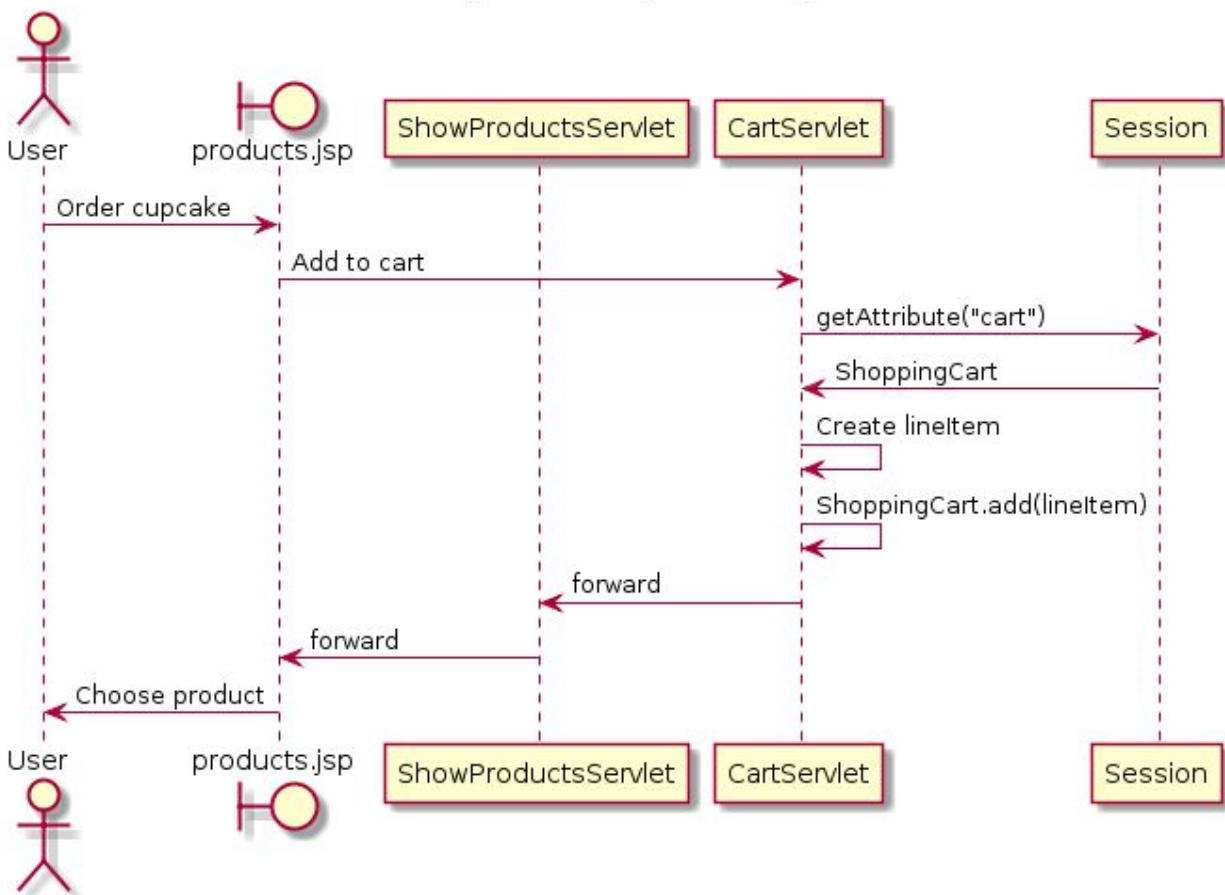 User
products.jsp
ShowProductsServlet
CartServlet
Session
Order cupcake
Add to cart
getAttribute("cart")
ShoppingCart
Create lineItem
ShoppingCart.add(lineItem)
forward
forward
Choose product
User
products.jsp
ShowProductsServlet
CartServlet
Session